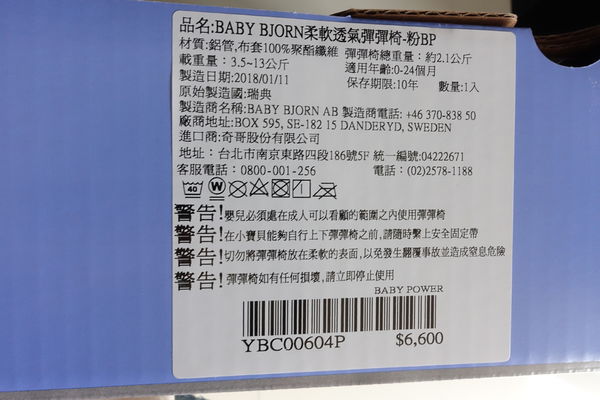 品名:BABY BJORN柔軟透氣彈彈椅-粉BP
材質:鋁管,布套100%聚酯纖維 彈彈椅總重量：約2.1公斤
載重量：3.5~13公斤 適用年齡:0-24個月
製造日期:2018/01/11 保存期限:10年 數量:1入
原始製造國:瑞典
製造商名稱:BABY BJORN AB 製造商電話: +46 370-838 50
廠商地址:BOX 595, SE-182 15 DANDERYD, SWEDEN
進口商:奇哥股份有限公司
地址：台北市南京東路四段186號5F 統一編號:04222671
客服電話：0800-001-256 電話：(02)2578-1188
40 W
警告!嬰兒必須處在成人可以看顧的範圍之內使用彈彈椅
警告!在小寶貝能夠自行上下彈彈椅之前,請隨時繫上安全固定帶
警告!切勿將彈彈椅放在柔軟的表面,以免發生翻覆事故並造成窒息危險
警告!彈彈椅如有任何損壞,請立即停止使用
BABY POWER
YBC00604P $6,600